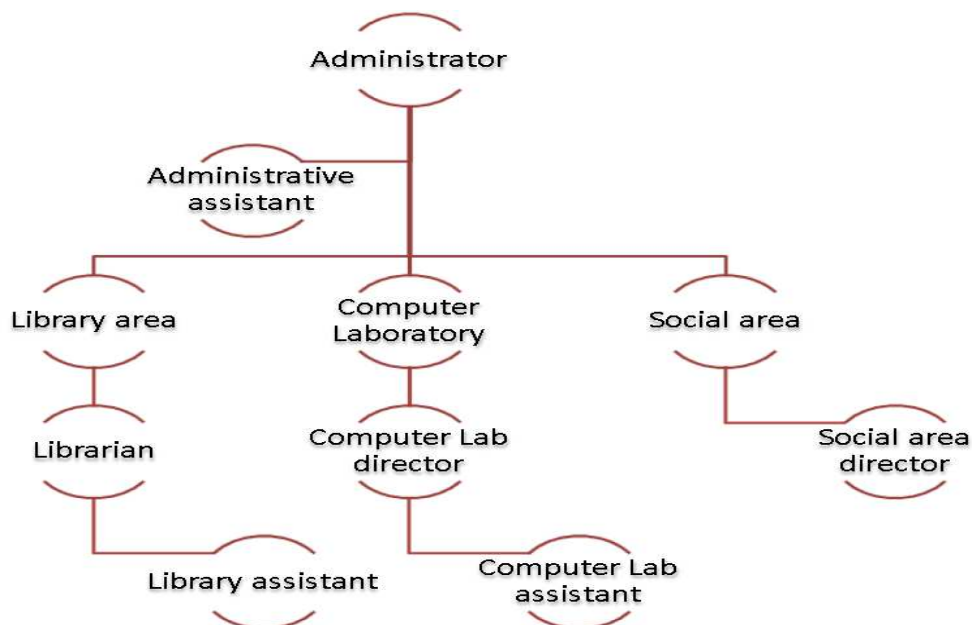 Administrator
Administrative
assistant
Library area
Computer
Laboratory
Social area
Librarian
Computer Lab
director
Social area
director
Library assistant
Computer Lab
assistant